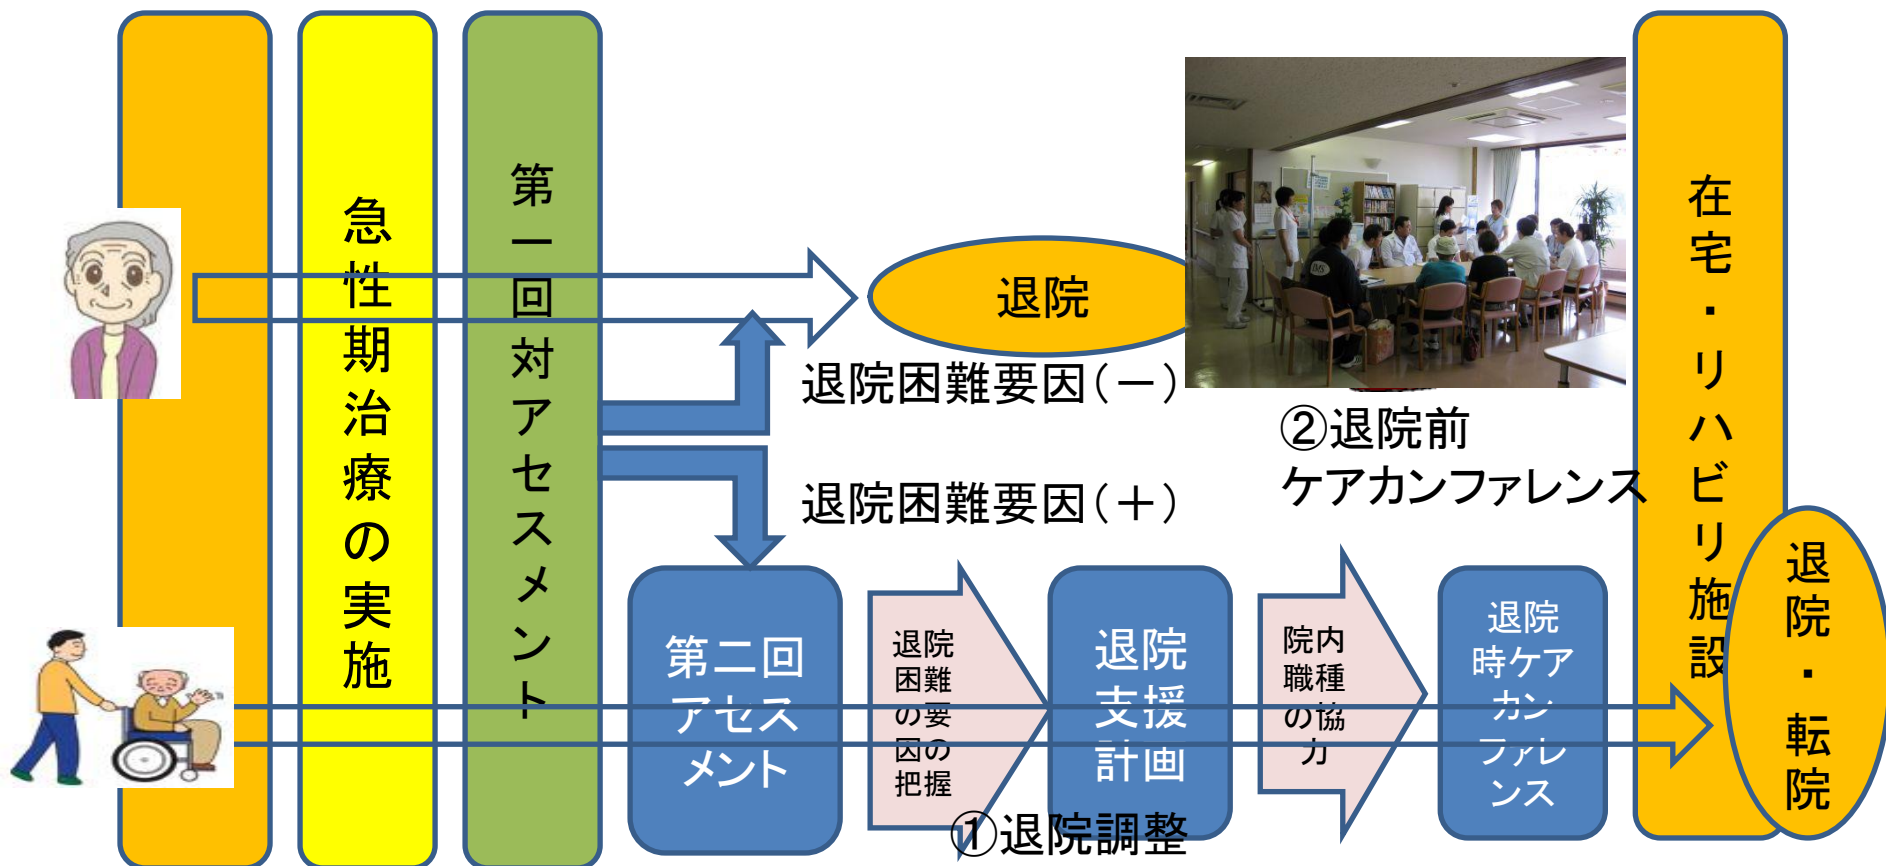 急性期治療の実施
第一回対アセスメント
退院
退院困難要因(－)
退院困難要因(＋)
②退院前
ケアカンファレンス
在宅・リハビリ施設
第二回
アセス
メント
退院
困難
の要
因の
把握
退院
支援
計画
院内
職種
の協
力
退院
時ケア
カン
ファレ
ンス
退院・転院
①退院調整
IMS